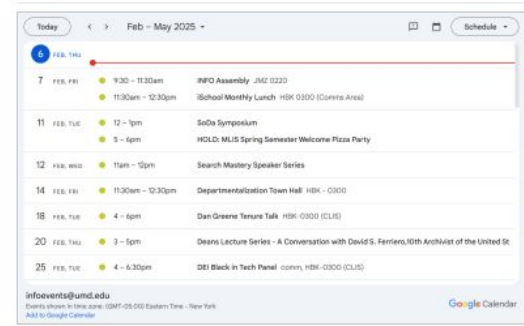 Today
Feb – May 2025
Schedule
6 FEB, THU
7 FEB, FRI 9:30 – 11:30am INFO Assembly JMZ 0220
11:30am – 12:30pm iSchool Monthly Lunch HBK 0300 (Comms Area)
11 FEB, TUE 12 – 1pm SoDa Symposium
5 – 6pm HOLD: MLIS Spring Semester Welcome Pizza Party
12 FEB, WED 11am – 12pm Search Mastery Speaker Series
14 FEB, FRI 11:30am – 12:30pm Departmentalization Town Hall HBK - 0300
18 FEB, TUE 4 – 6pm Dan Greene Tenure Talk HBK-0300 (CLIS)
20 FEB, THU 3 – 5pm Deans Lecture Series - A Conversation with David S. Ferriero,10th Archivist of the United St
25 FEB, TUE 4 – 6:30pm DEI Black in Tech Panel comm, HBK-0300 (CLIS)
infoevents@umd.edu
Events shown in time zone: (GMT-05:00) Eastern Time - New York
Add to Google Calendar
Google Calendar